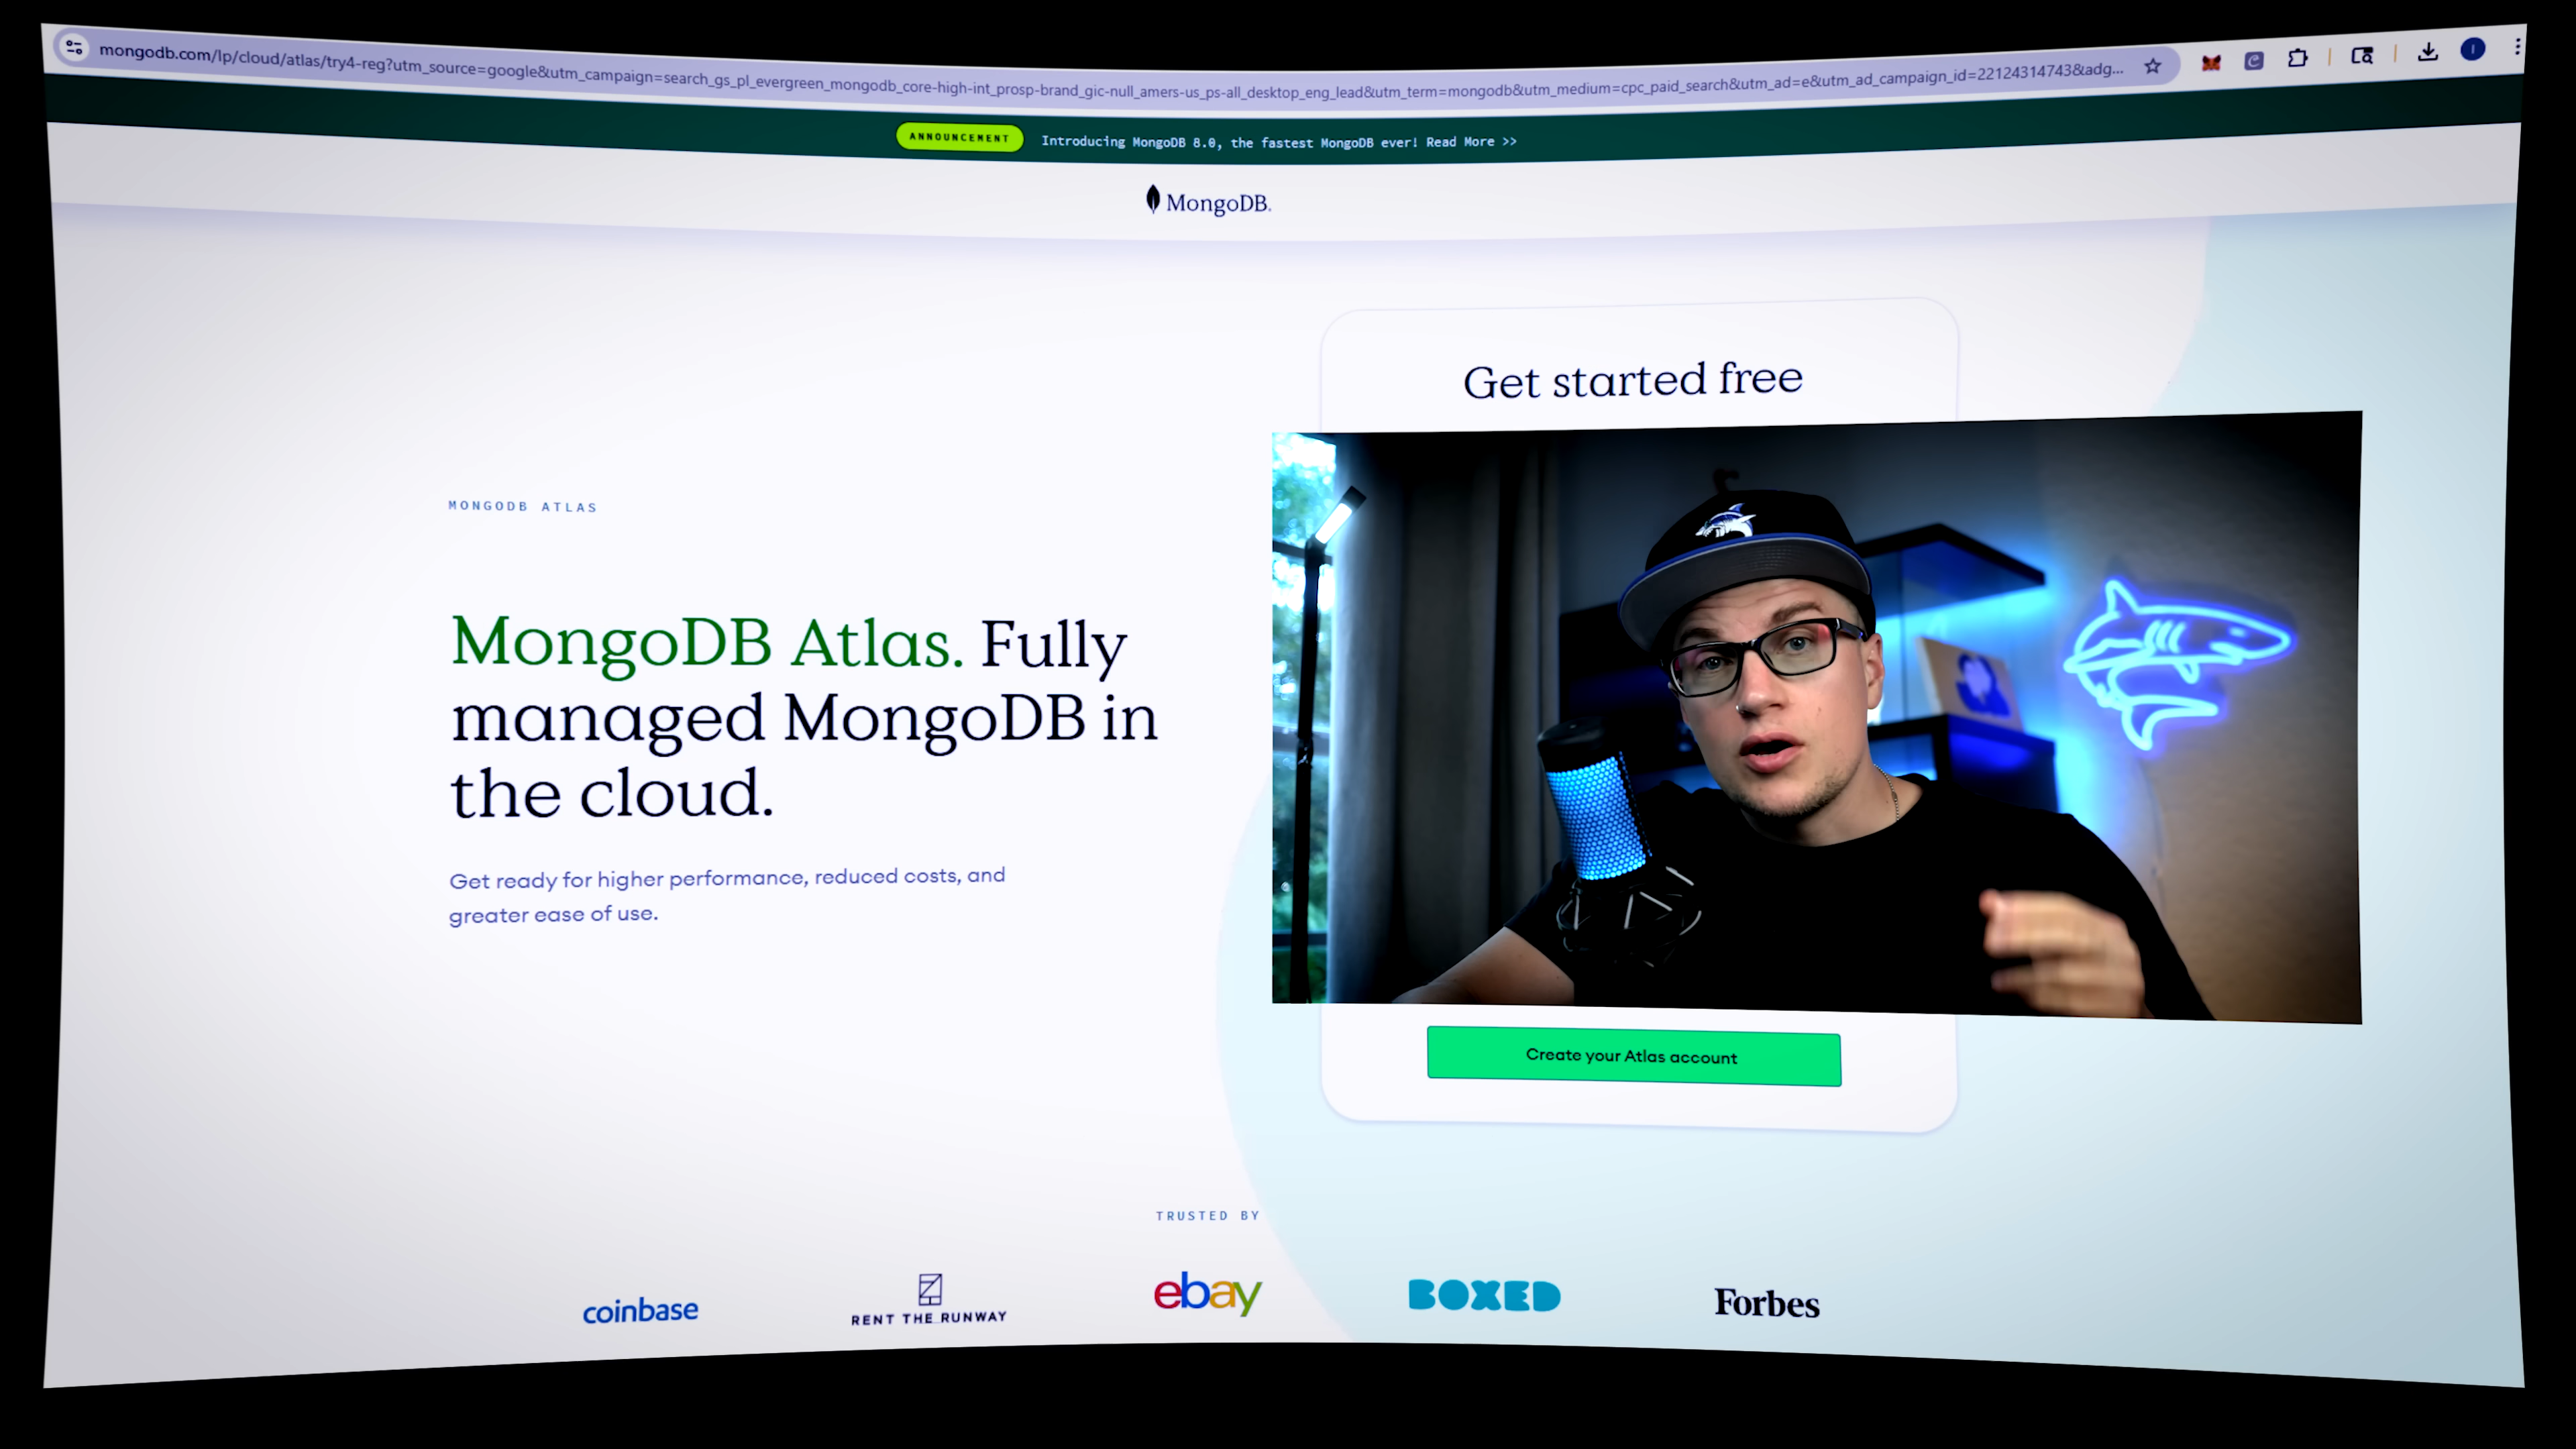 mongodb.com/lp/cloud/atlas/try4-reg?utm_source=google&utm_campaign=search_gs_pl_evergreen_mongodb_core-high-int_prosp-brand_gic-null_amers-us_ps-all_desktop_eng_lead&utm_term=mongodb&utm_medium=cpc_paid_search&utm_ad=e&utm_ad_campaign_id=22124314743&adg...
ANNOUNCEMENT Introducing MongoDB 8.0, the fastest MongoDB ever! Read More >>
MongoDB.
Get started free
MONGODB ATLAS
MongoDB Atlas. Fully
managed MongoDB in
the cloud.
Get ready for higher performance, reduced costs, and
greater ease of use.
Create your Atlas account
TRUSTED BY
coinbase
RENT THE RUNWAY
ebay
BOXED
Forbes